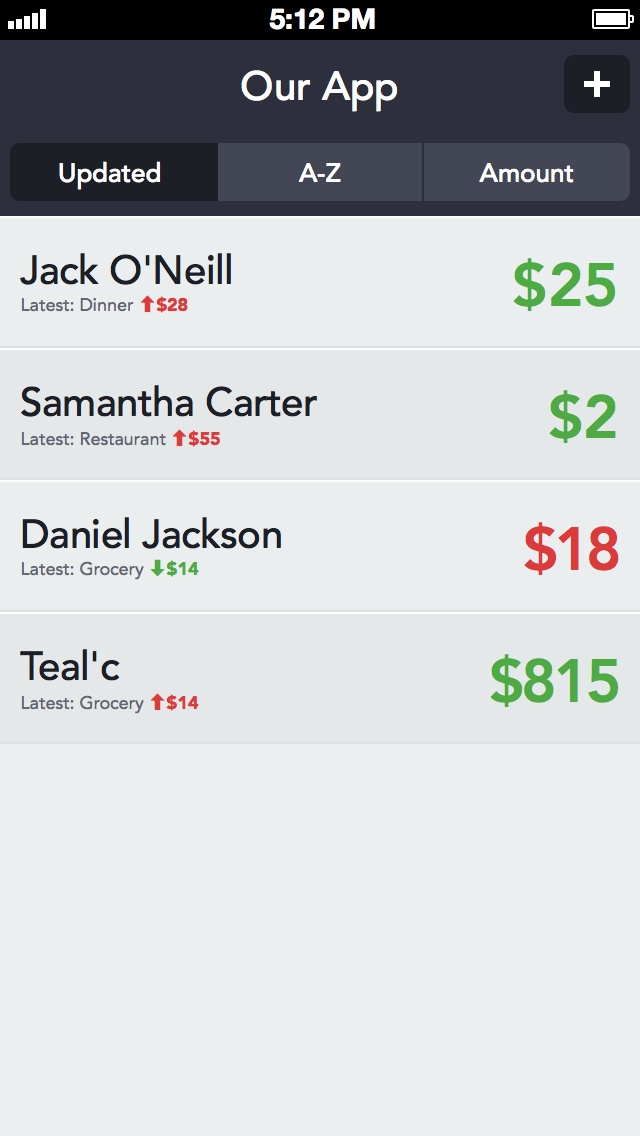 5:12 PM
Our App
+
Updated
A-Z
Amount
Jack O'Neill
$25
Latest: Dinner ⬆$28
Samantha Carter
$2
Latest: Restaurant ⬆$55
Daniel Jackson
$18
Latest: Grocery ⬇$14
Teal'c
$815
Latest: Grocery ⬆$14